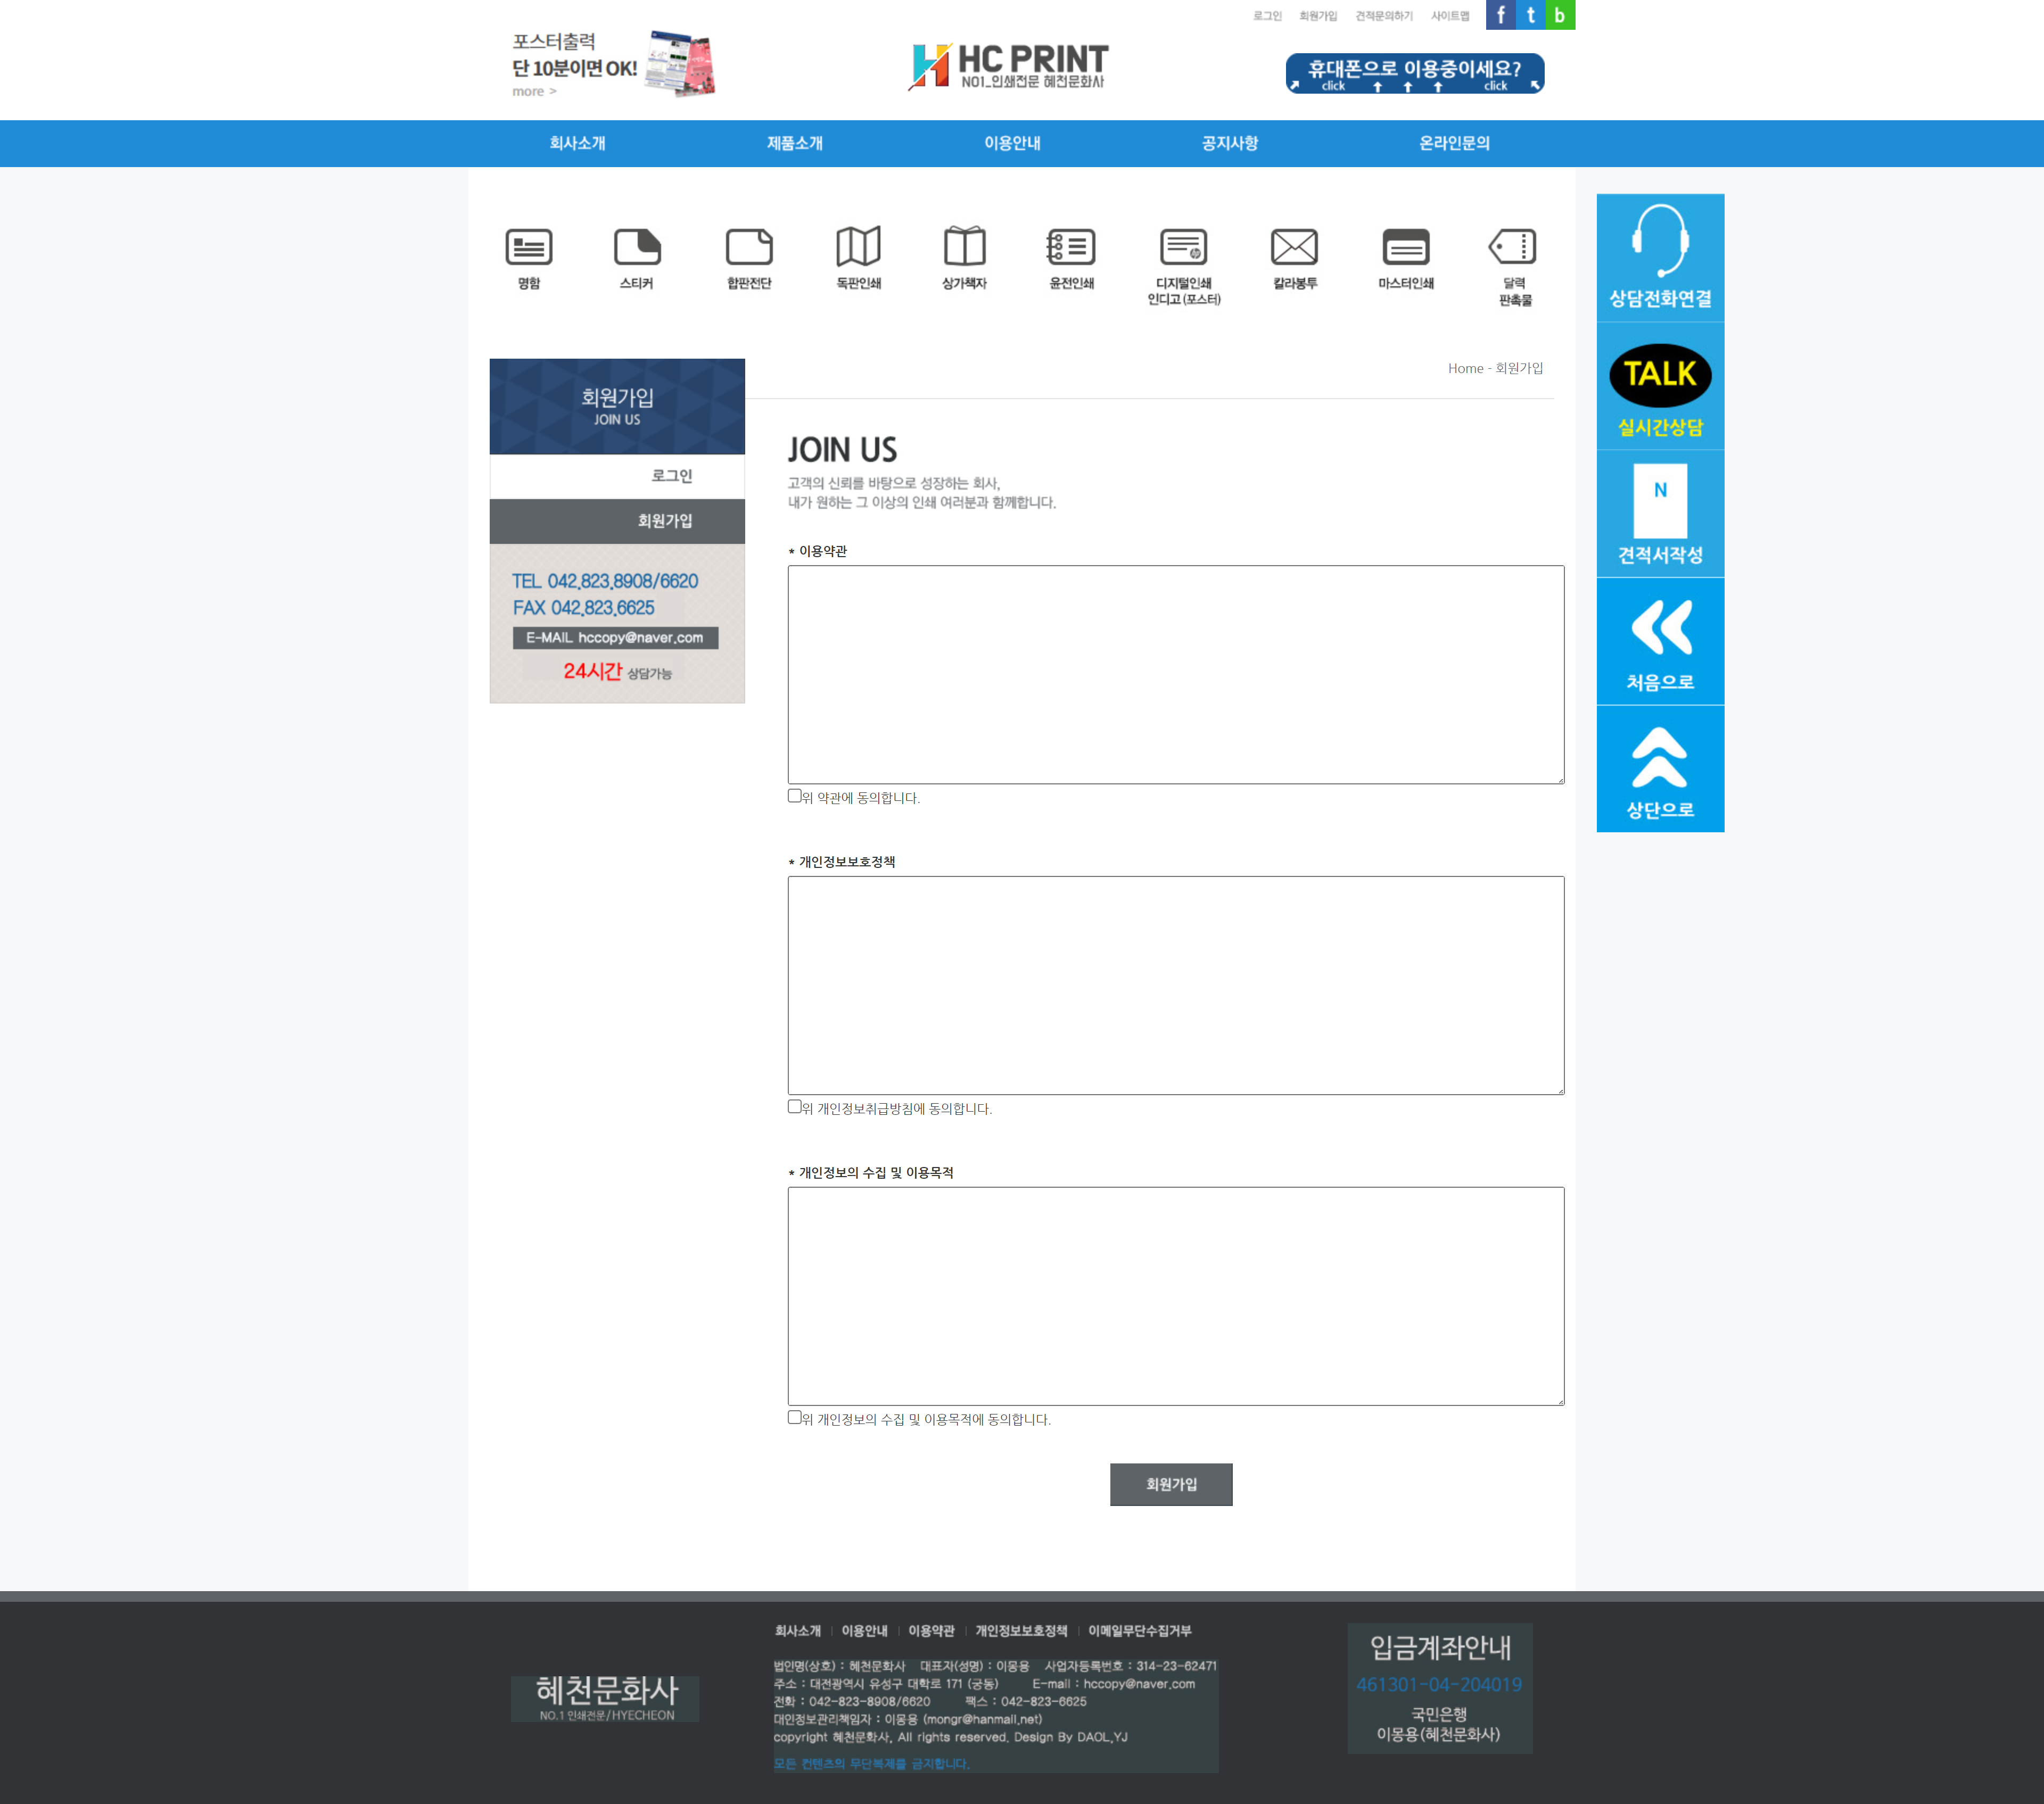 로그인 회원가입 견적문의하기 사이트맵 f t b
포스터출력
단 10분이면 OK!
more >
HC PRINT
NO1_인쇄전문 혜천문화사
휴대폰으로 이용중이세요?
click click
회사소개 제품소개 이용안내 공지사항 온라인문의
명함 스티커 합판전단 독판인쇄 상가책자 윤전인쇄 디지털인쇄 칼라봉투 마스터인쇄 달력
인디고(포스터) 판촉물
상담전화연결
TALK
실시간상담
N
견적서작성
처음으로
상단으로
회원가입
JOIN US
로그인
회원가입
TEL 042.823.8908/6620
FAX 042.823.6625
E-MAIL hccopy@naver.com
24시간 상담가능
Home - 회원가입
JOIN US
고객의 신뢰를 바탕으로 성장하는 회사,
내가 원하는 그 이상의 인쇄 여러분과 함께합니다.
* 이용약관
위 약관에 동의합니다.
* 개인정보보호정책
위 개인정보취급방침에 동의합니다.
* 개인정보의 수집 및 이용목적
위 개인정보의 수집 및 이용목적에 동의합니다.
회원가입
혜천문화사
NO.1 인쇄전문/HYECHEON
회사소개 | 이용안내 | 이용약관 | 개인정보보호정책 | 이메일무단수집거부
법인명(상호) : 혜천문화사 대표자(성명) : 이몽용 사업자등록번호 : 314-23-62471
주소 : 대전광역시 유성구 대학로 171 (궁동) E-mail : hccopy@naver.com
전화 : 042-823-8908/6620 팩스 : 042-823-6625
대인정보관리책임자 : 이몽용 (mongr@hanmail.net)
copyright 혜천문화사, All rights reserved. Design By DAOL.YJ
모든 컨텐츠의 무단복제를 금지합니다.
입금계좌안내
461301-04-204019
국민은행
이몽용(혜천문화사)